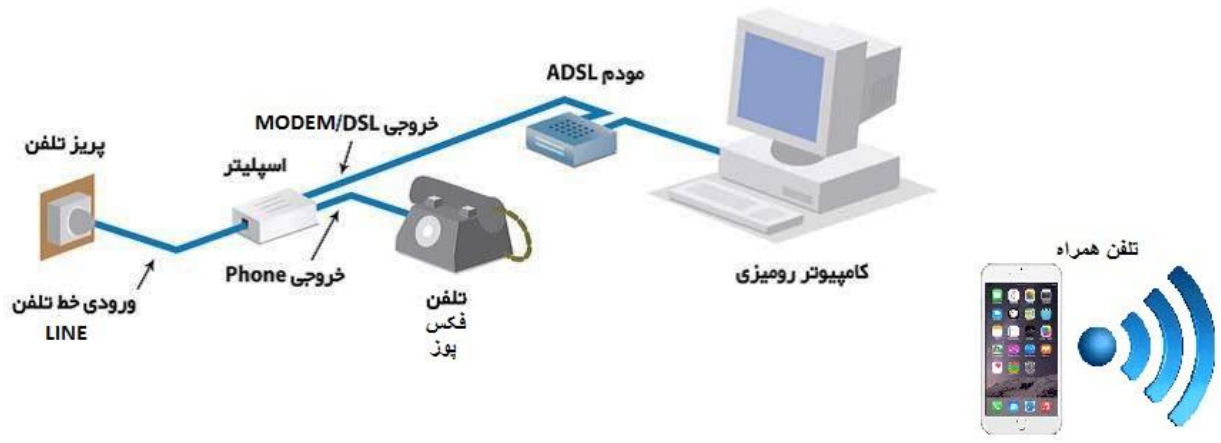 مودم ADSL
خروجی MODEM/DSL
پریز تلفن
اسپلیتر
خروجی Phone
ورودی خط تلفن
LINE
تلفن
فکس
پوز
کامپیوتر رومیزی
تلفن همراه